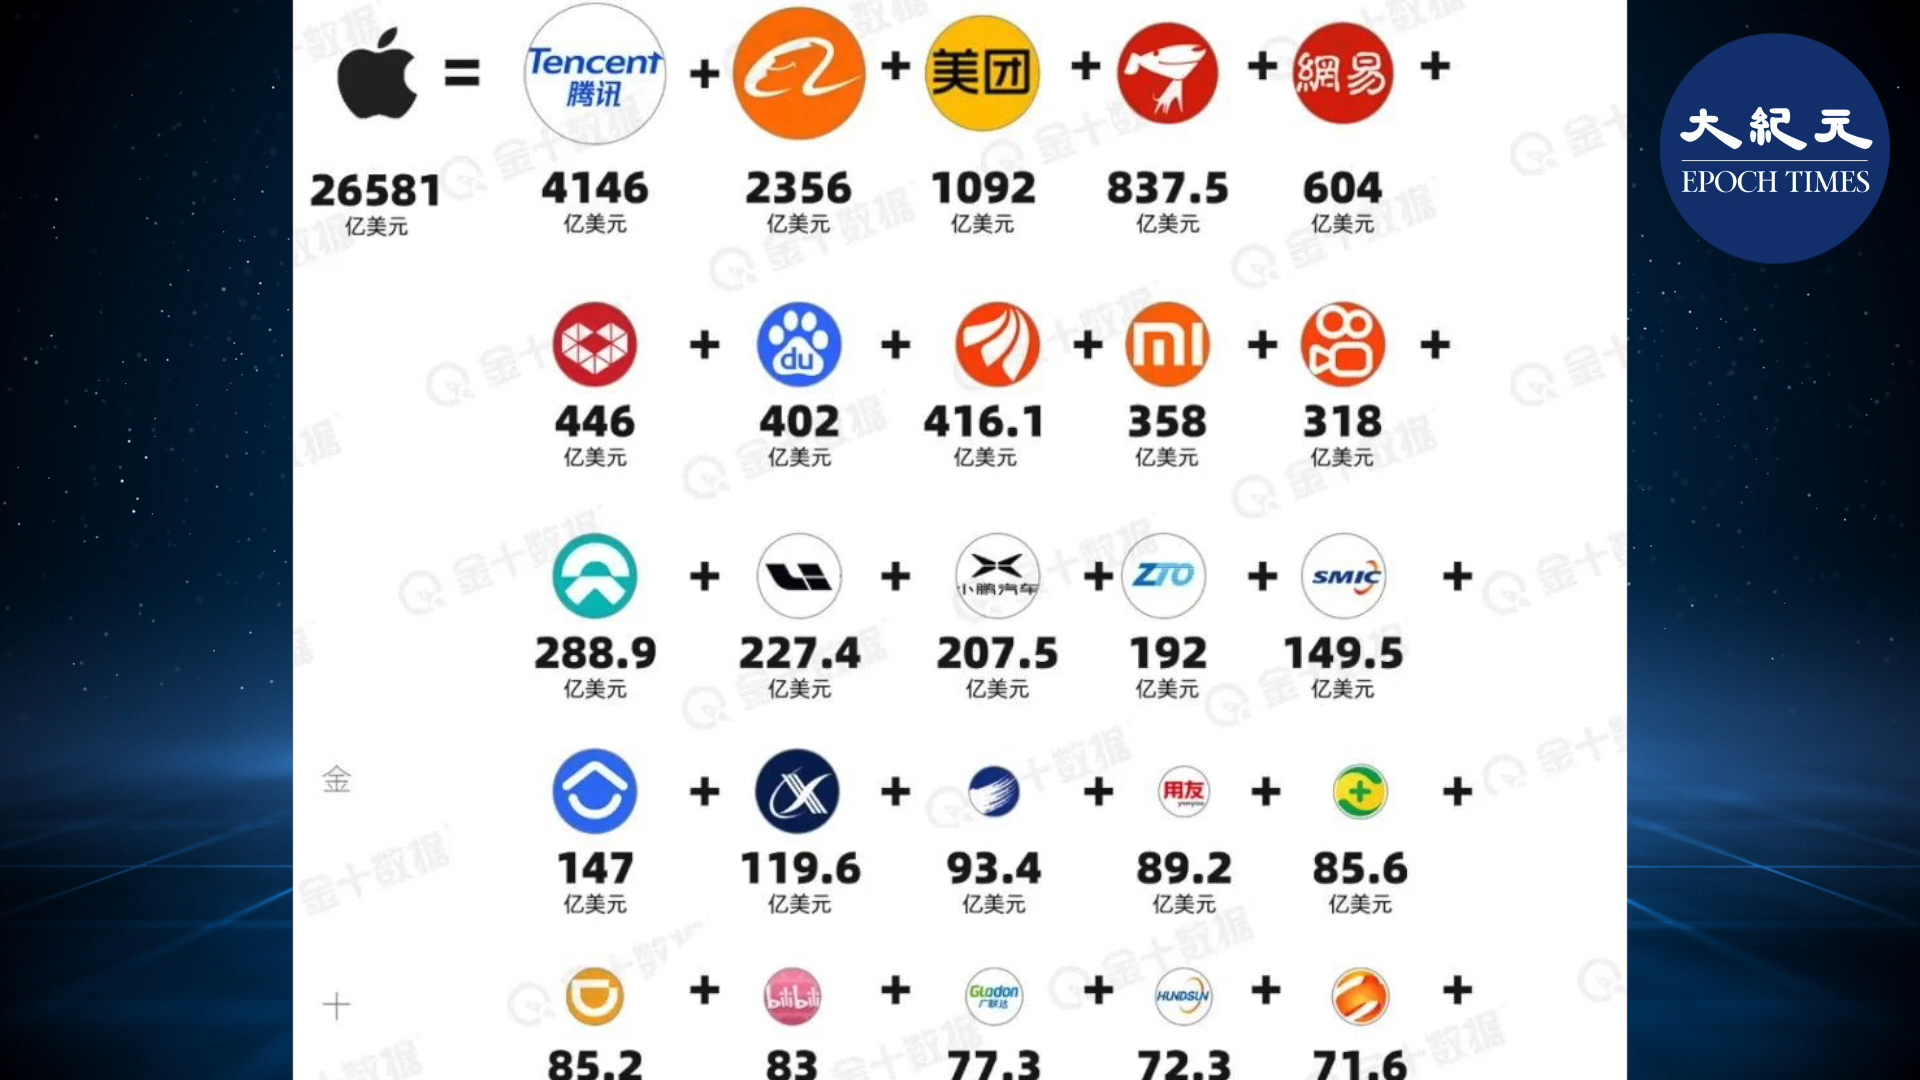 Tencent
腾讯
美团
網易
大紀元
EPOCH TIMES
26581
4146
2356
1092
837.5
604
亿美元
亿美元
亿美元
亿美元
亿美元
亿美元
du
446
402
416.1
358
318
亿美元
亿美元
亿美元
亿美元
亿美元
小鹏汽车
ZTO
SMIC
288.9
227.4
207.5
192
149.5
亿美元
亿美元
亿美元
亿美元
亿美元
金
用友
yonyou
147
119.6
93.4
89.2
85.6
亿美元
亿美元
亿美元
亿美元
亿美元
十
bilibili
Glodon
广联达
HUNDSUN
85.2
83
77.3
72.3
71.6
金十数据